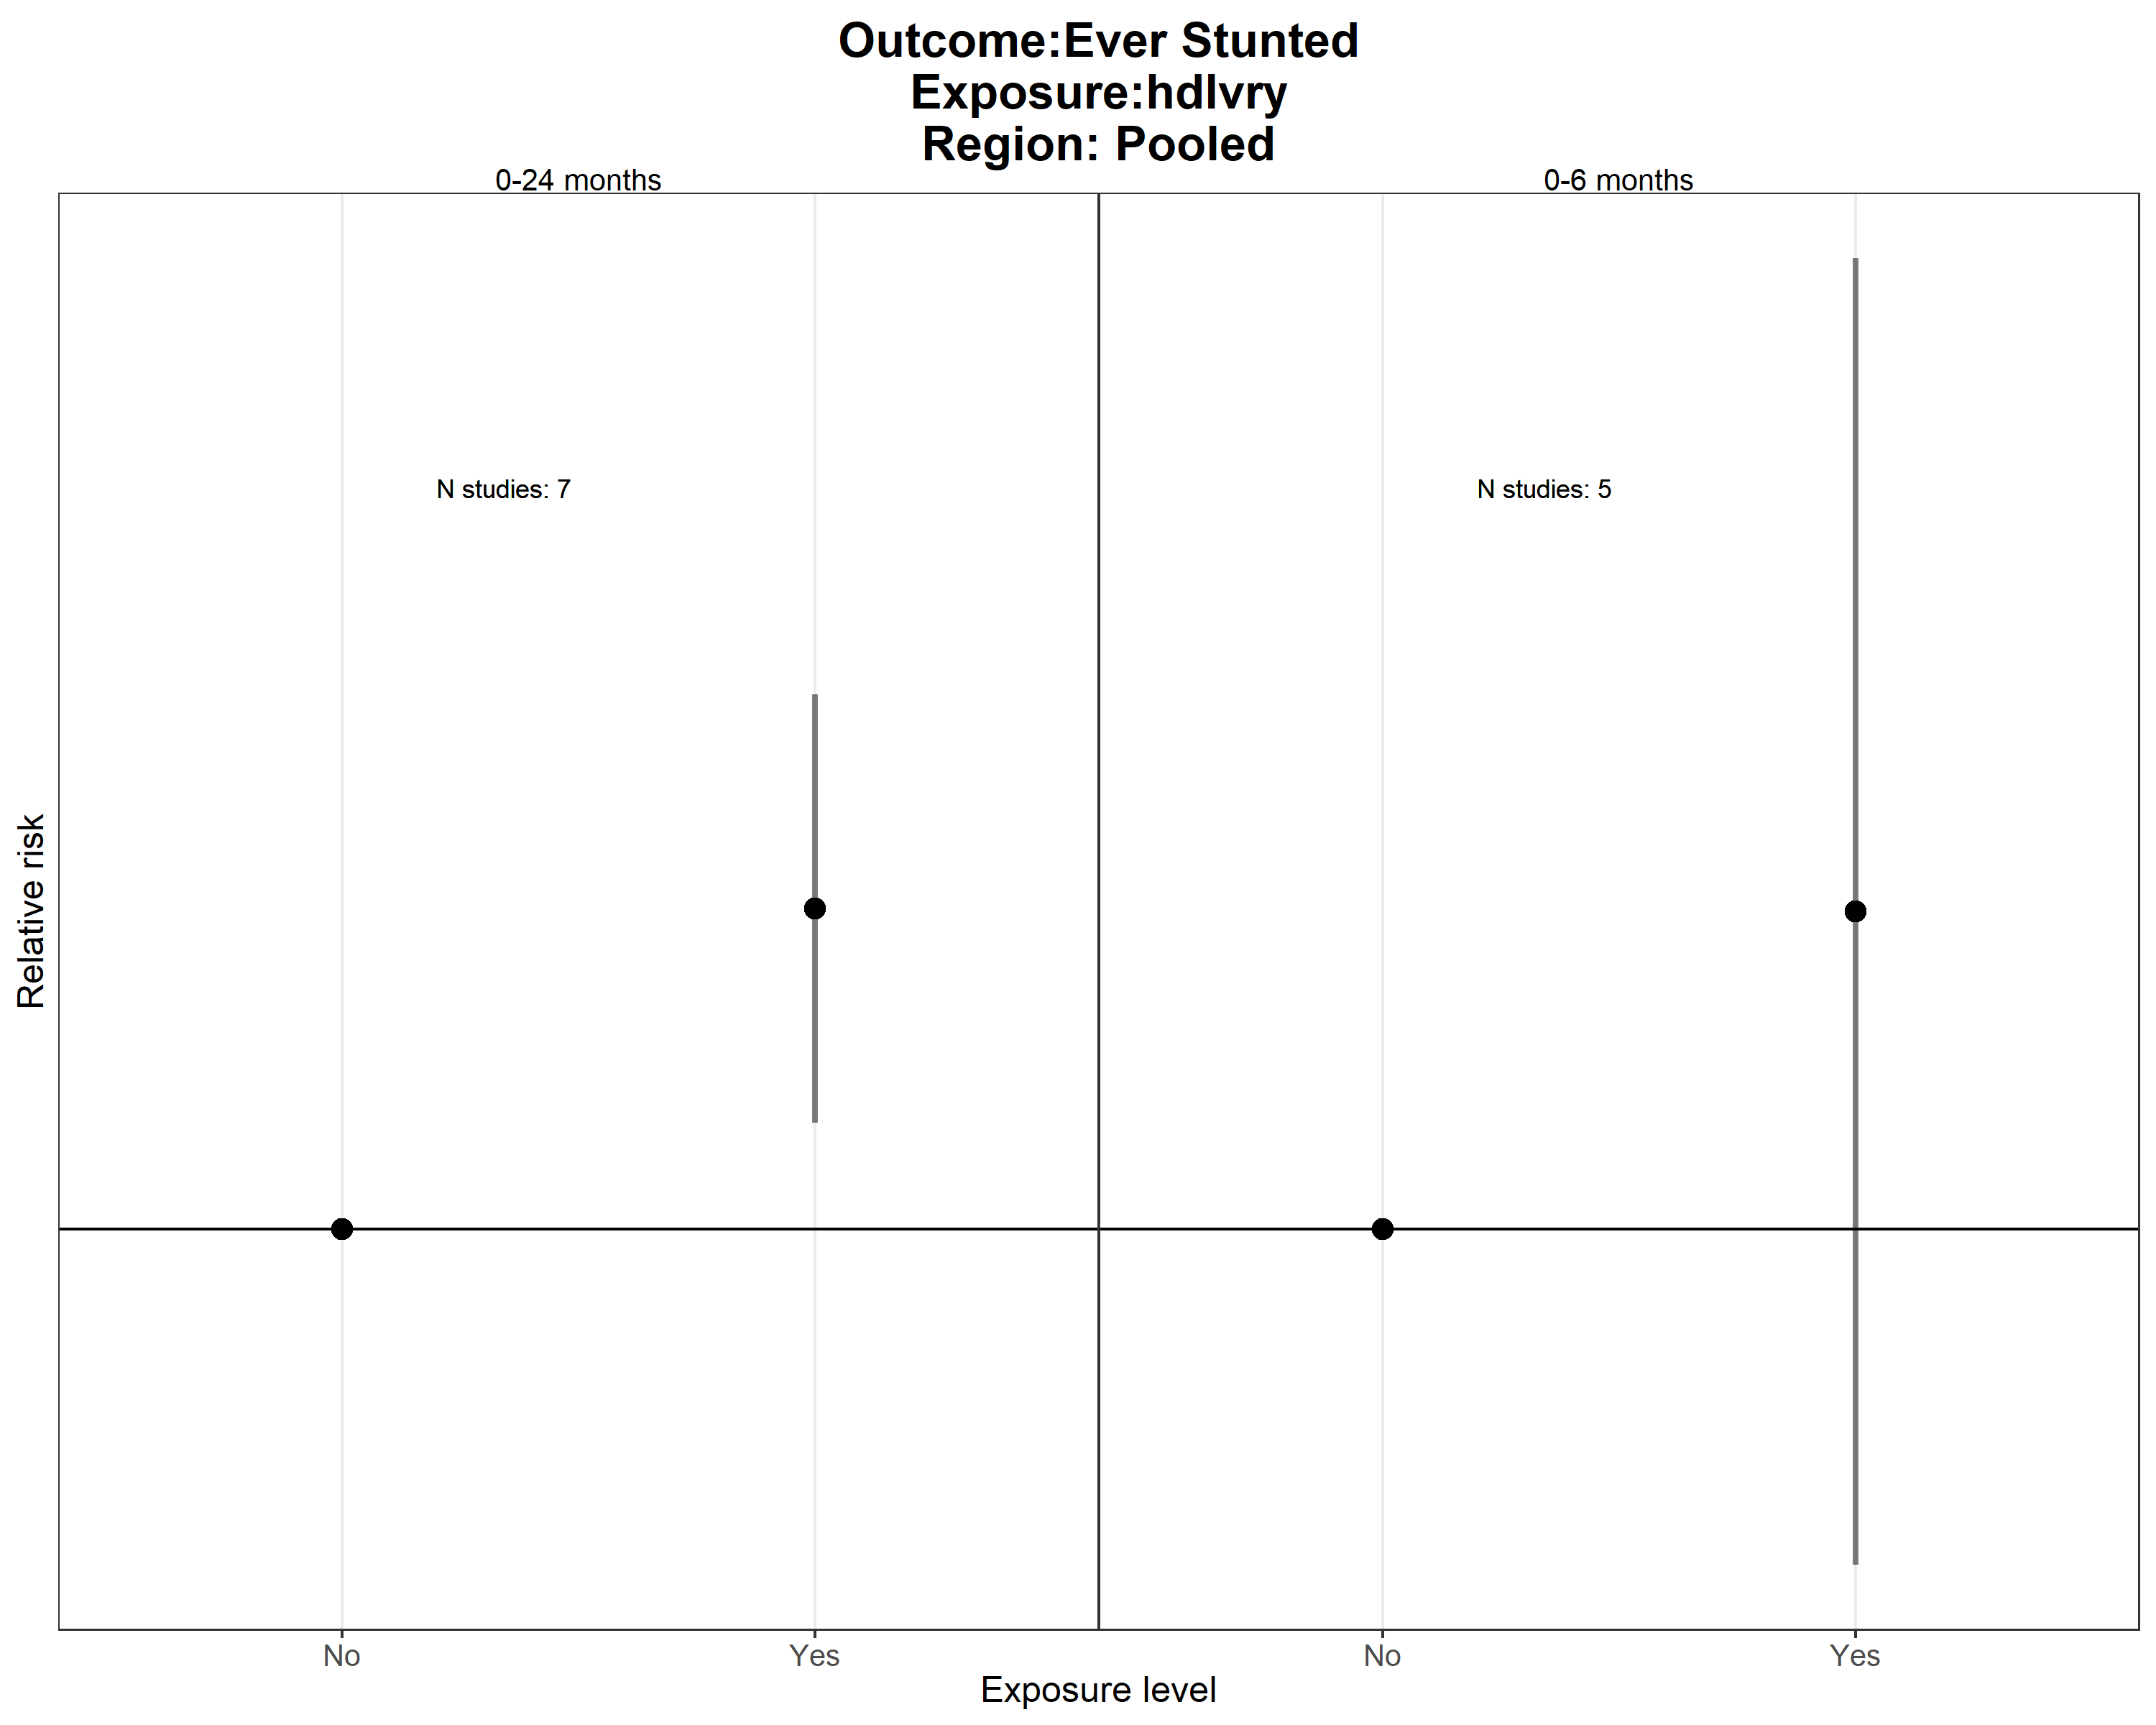 Outcome:Ever Stunted
Exposure:hdlvry
Region: Pooled
0-24 months
0-6 months
N studies: 7
N studies: 5
Relative risk
No
Yes
No
Yes
Exposure level